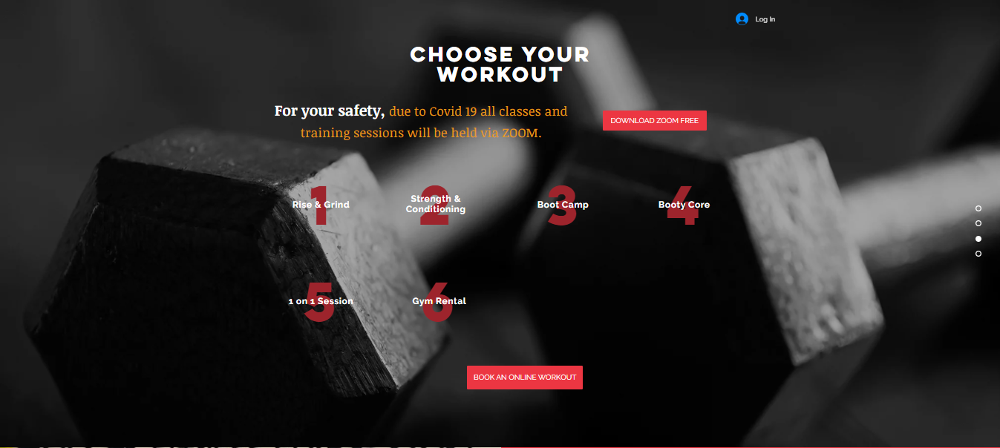 Log In
CHOOSE YOUR
WORKOUT
For your safety, due to Covid 19 all classes and
training sessions will be held via ZOOM.
DOWNLOAD ZOOM FREE
1
Rise & Grind
2
Strength &
Conditioning
3
Boot Camp
4
Booty Core
5
1 on 1 Session
6
Gym Rental
BOOK AN ONLINE WORKOUT